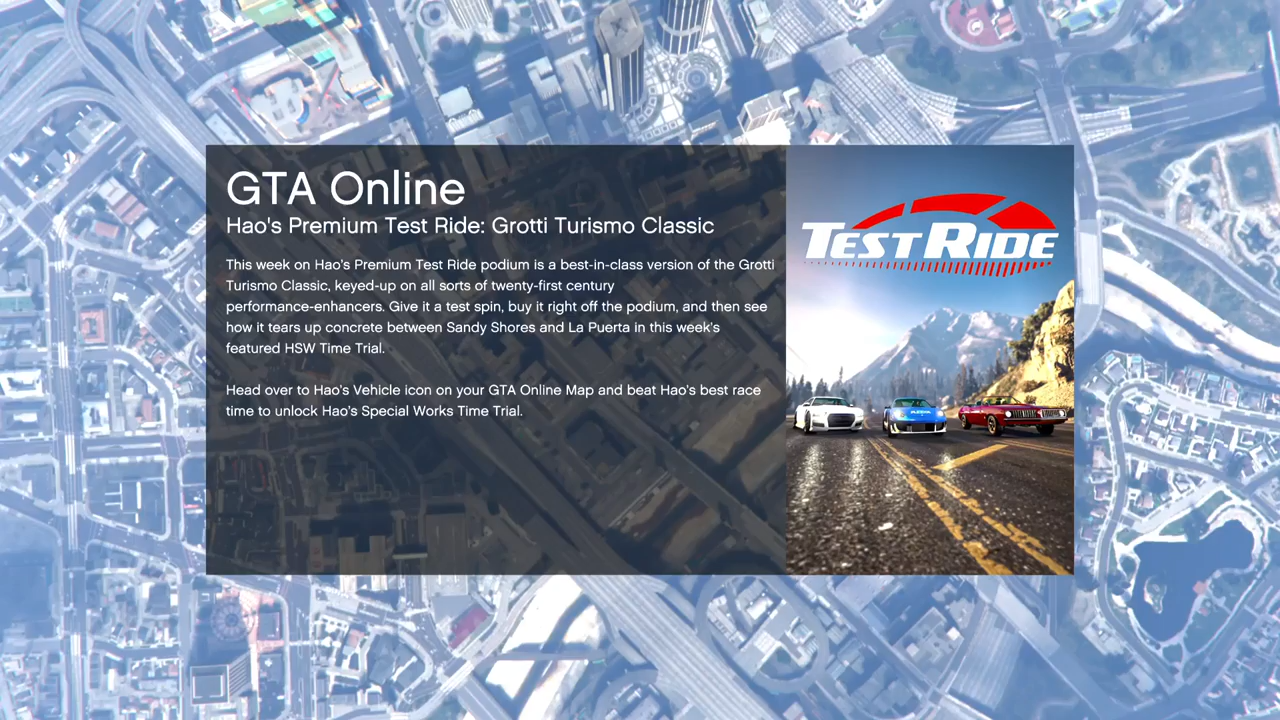 GTA Online
Hao's Premium Test Ride: Grotti Turismo Classic
This week on Hao's Premium Test Ride podium is a best-in-class version of the Grotti
Turismo Classic, keyed-up on all sorts of twenty-first century
performance-enhancers. Give it a test spin, buy it right off the podium, and then see
how it tears up concrete between Sandy Shores and La Puerta in this week's
featured HSW Time Trial.
Head over to Hao's Vehicle icon on your GTA Online Map and beat Hao's best race
time to unlock Hao's Special Works Time Trial.
TEST RIDE